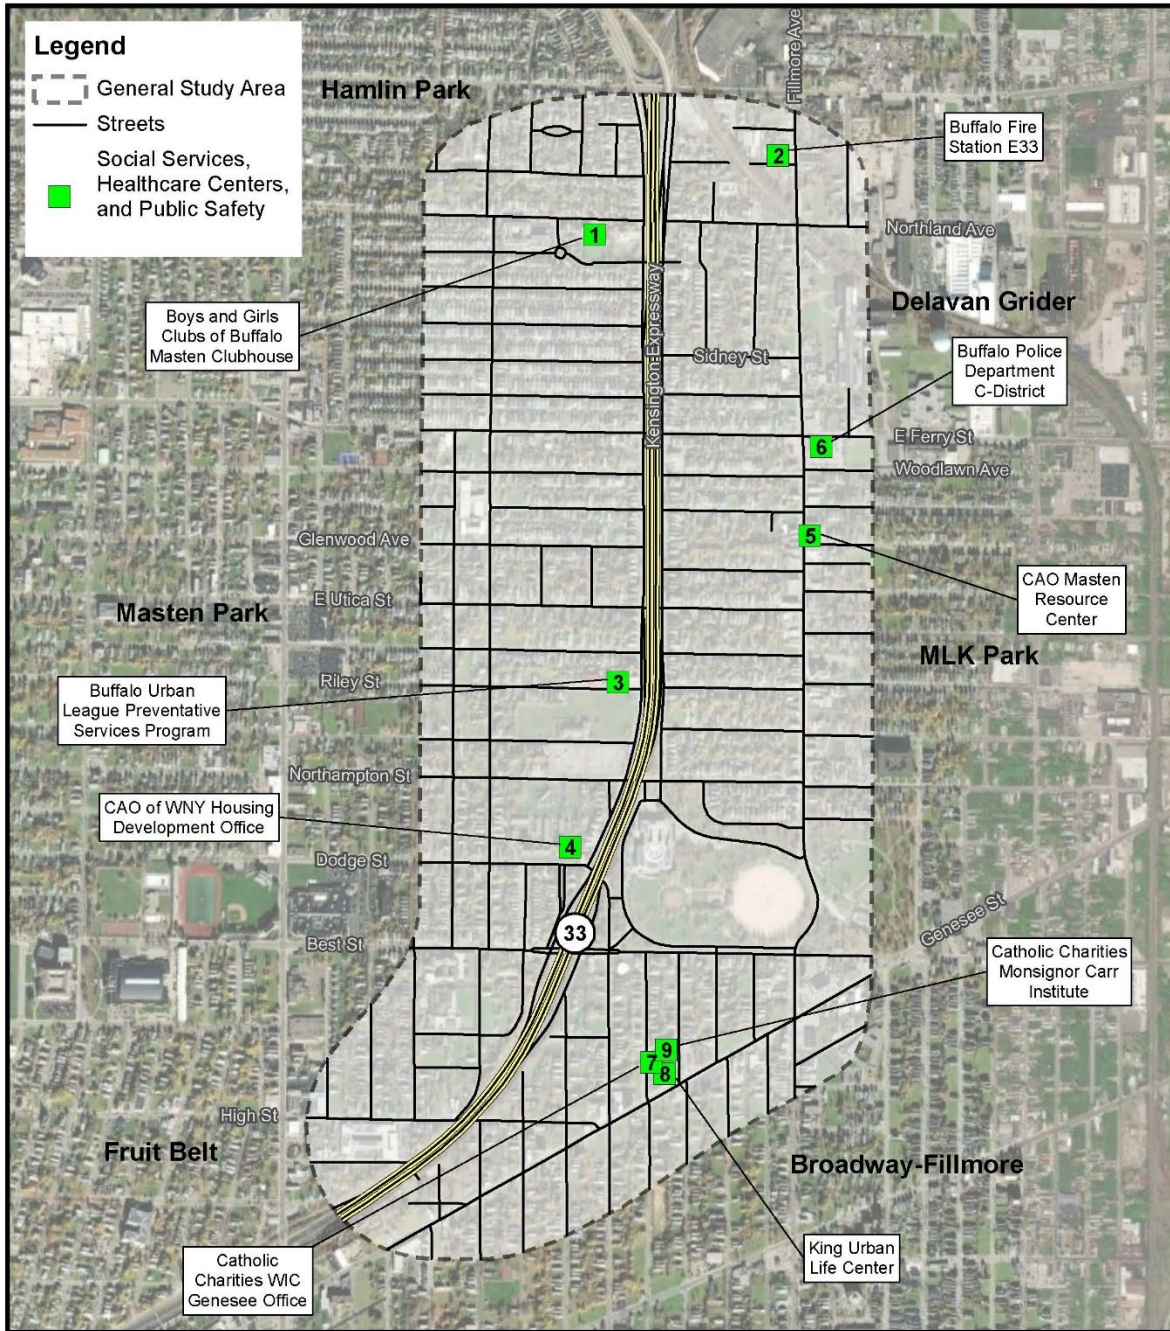 Legend
General Study Area
Streets
Social Services,
Healthcare Centers,
and Public Safety
Hamlin Park
Fillmore Ave
Buffalo Fire
Station E33
2
1
Northland Ave
Boys and Girls
Clubs of Buffalo
Masten Clubhouse
Delavan Grider
Kensington Expressway
Sidney St
Buffalo Police
Department
C-District
6
E Ferry St
Woodlawn Ave
5
Glenwood Ave
CAO Masten
Resource
Center
E Utica St
Masten Park
MLK Park
Riley St
3
Buffalo Urban
League Preventative
Services Program
Northampton St
CAO of WNY Housing
Development Office
4
Dodge St
Genesee St
33
Best St
Catholic Charities
Monsignor Carr
Institute
9
7
8
High St
Fruit Belt
Broadway-Fillmore
Catholic
Charities WIC
Genesee Office
King Urban
Life Center